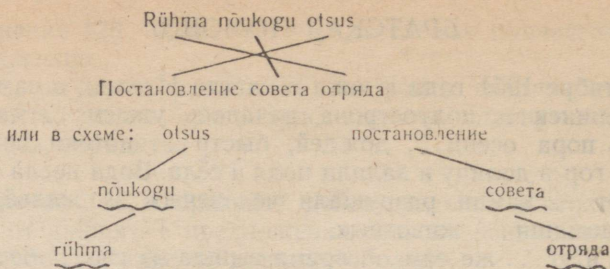 Rühma nõukogu otsus
Постановление совета отряда
или в схеме: otsus постановление
nõukogu совета
rühma отряда